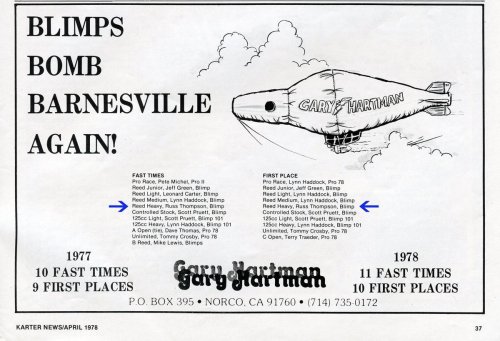 BLIMPS
BOMB
BARNESVILLE
AGAIN!
GARY HARTMAN
FAST TIMES
Pro Race, Pete Michel, Pro II
Reed Junior, Jeff Green, Blimp
Reed Light, Leonard Carter, Blimp
Reed Medium, Lynn Haddock, Blimp
Reed Heavy, Russ Thompson, Blimp
Controlled Stock, Scott Pruett, Blimp
125cc Light, Scott Pruett, Blimp 101
125cc Heavy, Lynn Haddock, Blimp 101
A Open (tie), Dave Thomas, Pro 78
Unlimited, Tommy Crosby, Pro 78
B Reed, Mike Lewis, Blimps
FIRST PLACE
Pro Race, Lynn Haddock, Pro 78
Reed Junior, Jeff Green, Blimp
Reed Light, Lynn Haddock, Blimp
Reed Medium, Lynn Haddock, Blimp
Reed Heavy, Russ Thompson, Blimp
Controlled Stock, Scott Pruett, Blimp
125cc Light, Scott Pruett, Blimp 101
125cc Heavy, Lynn Haddock, Blimp 101
Unlimited, Tommy Crosby, Pro 78
C Open, Terry Traeder, Pro 78
1977
10 FAST TIMES
9 FIRST PLACES
Gary Hartman
Gary Hartman
1978
11 FAST TIMES
10 FIRST PLACES
P.O. BOX 395 • NORCO, CA 91760 • (714) 735-0172
KARTER NEWS/APRIL 1978
37